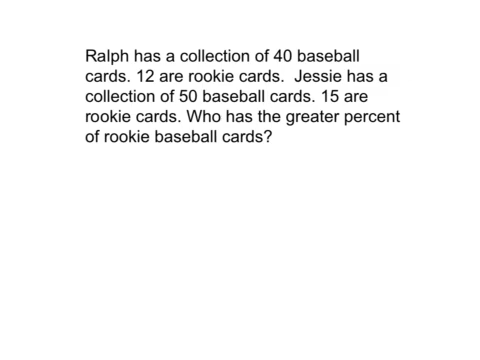 Ralph has a collection of 40 baseball
cards. 12 are rookie cards.  Jessie has a
collection of 50 baseball cards. 15 are
rookie cards. Who has the greater percent
of rookie baseball cards?